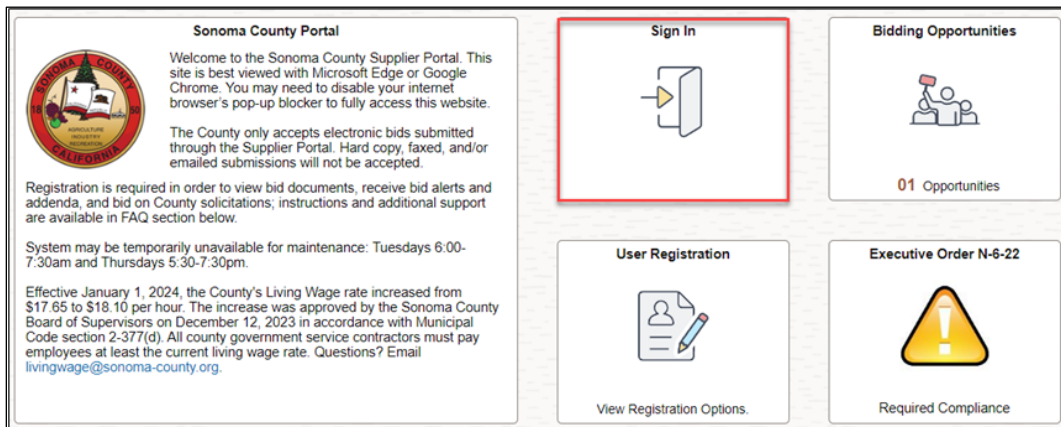 Sonoma County Portal
SONOMA COUNTY
18 50
AGRICULTURE
INDUSTRY
RECREATION
CALIFORNIA
Welcome to the Sonoma County Supplier Portal. This
site is best viewed with Microsoft Edge or Google
Chrome. You may need to disable your internet
browser's pop-up blocker to fully access this website.
The County only accepts electronic bids submitted
through the Supplier Portal. Hard copy, faxed, and/or
emailed submissions will not be accepted.
Registration is required in order to view bid documents, receive bid alerts and
addenda, and bid on County solicitations; instructions and additional support
are available in FAQ section below.
System may be temporarily unavailable for maintenance: Tuesdays 6:00-
7:30am and Thursdays 5:30-7:30pm.
Effective January 1, 2024, the County's Living Wage rate increased from
$17.65 to $18.10 per hour. The increase was approved by the Sonoma County
Board of Supervisors on December 12, 2023 in accordance with Municipal
Code section 2-377(d). All county government service contractors must pay
employees at least the current living wage rate. Questions? Email
livingwage@sonoma-county.org.
Sign In
Bidding Opportunities
01 Opportunities
User Registration
View Registration Options.
Executive Order N-6-22
Required Compliance